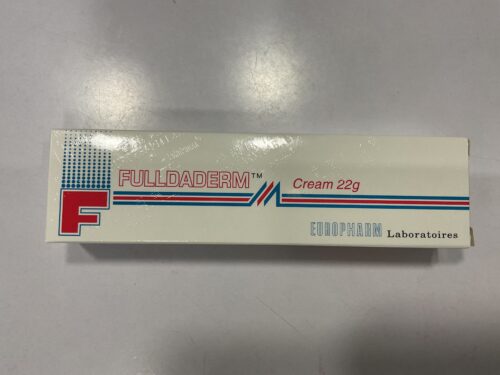 FULLDADERM™
Cream 22g
F
EUROPHARM Laboratoires